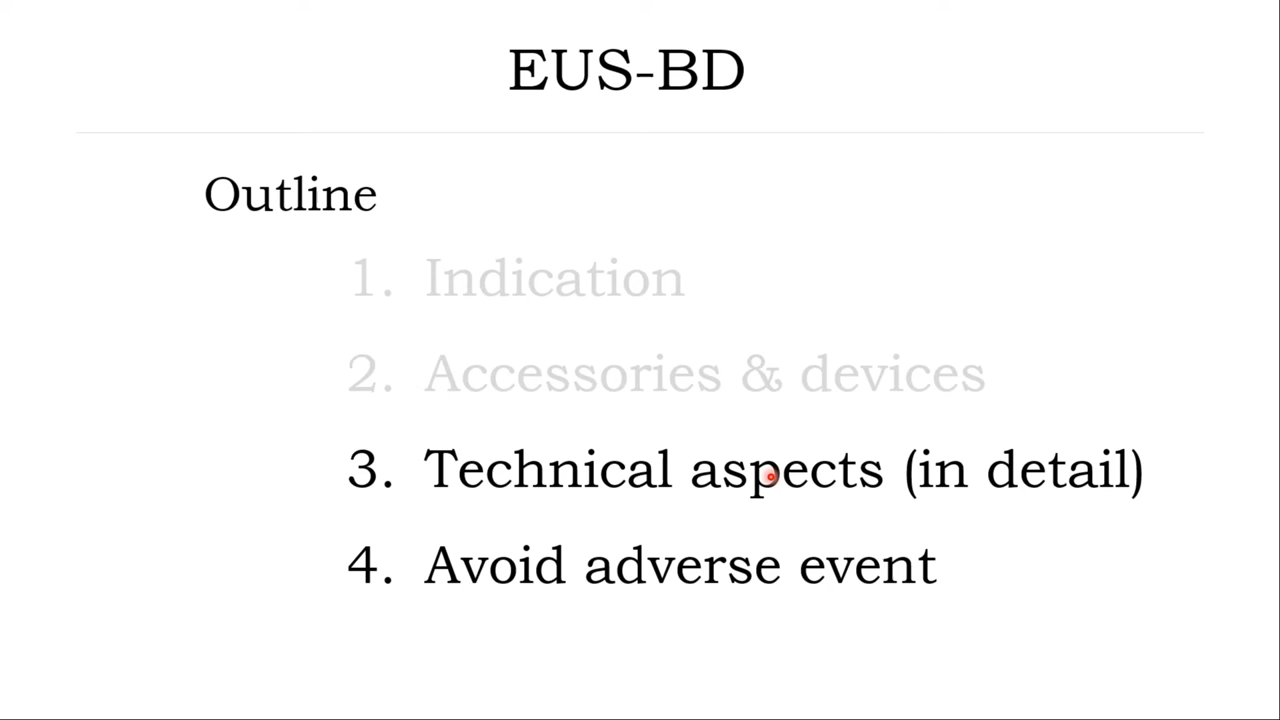 EUS-BD
Outline
1. Indication
2. Accessories & devices
3. Technical aspects (in detail)
4. Avoid adverse event